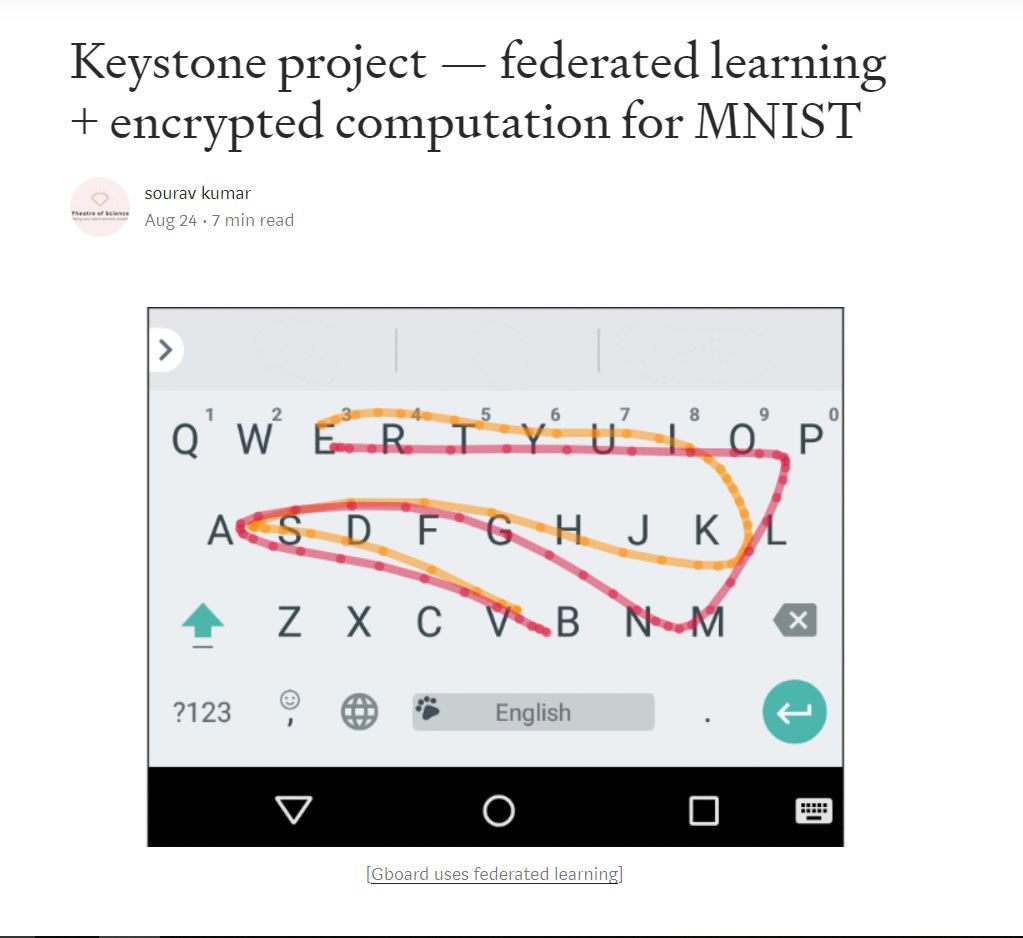 Keystone project — federated learning
+ encrypted computation for MNIST
sourav kumar
Theatre of Science
Aug 24 · 7 min read
1 2 3 4 5 6 7 8 9 0
Q W E R T Y U I O P
A S D F G H J K L
Z X C V B N M
?123 , English .
[Gboard uses federated learning]